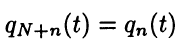 q_{N+n}(t) = q_n(t)